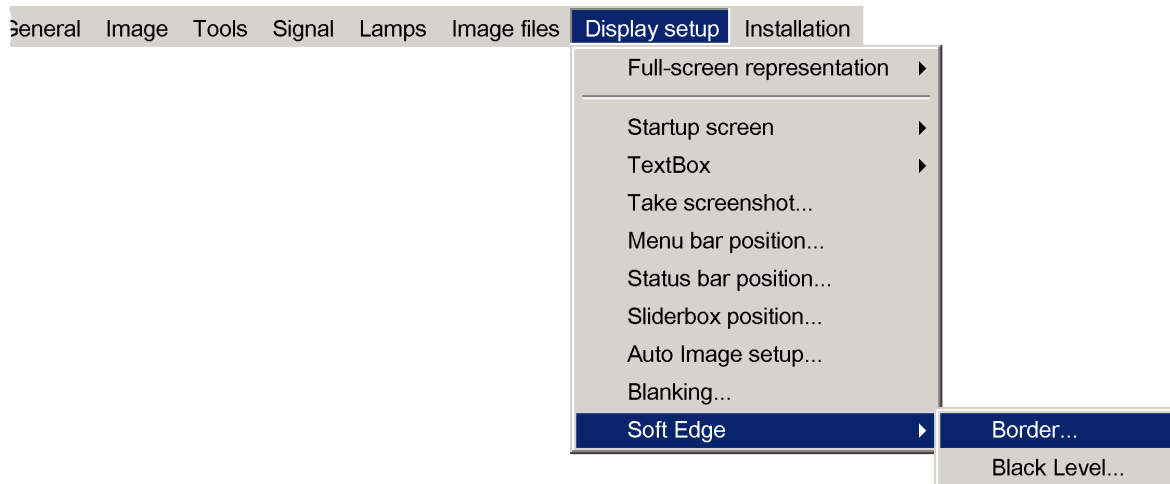 General Image Tools Signal Lamps Image files Display setup Installation
Full-screen representation
Startup screen
TextBox
Take screenshot...
Menu bar position...
Status bar position...
Sliderbox position...
Auto Image setup...
Blanking...
Soft Edge Border...
Black Level...